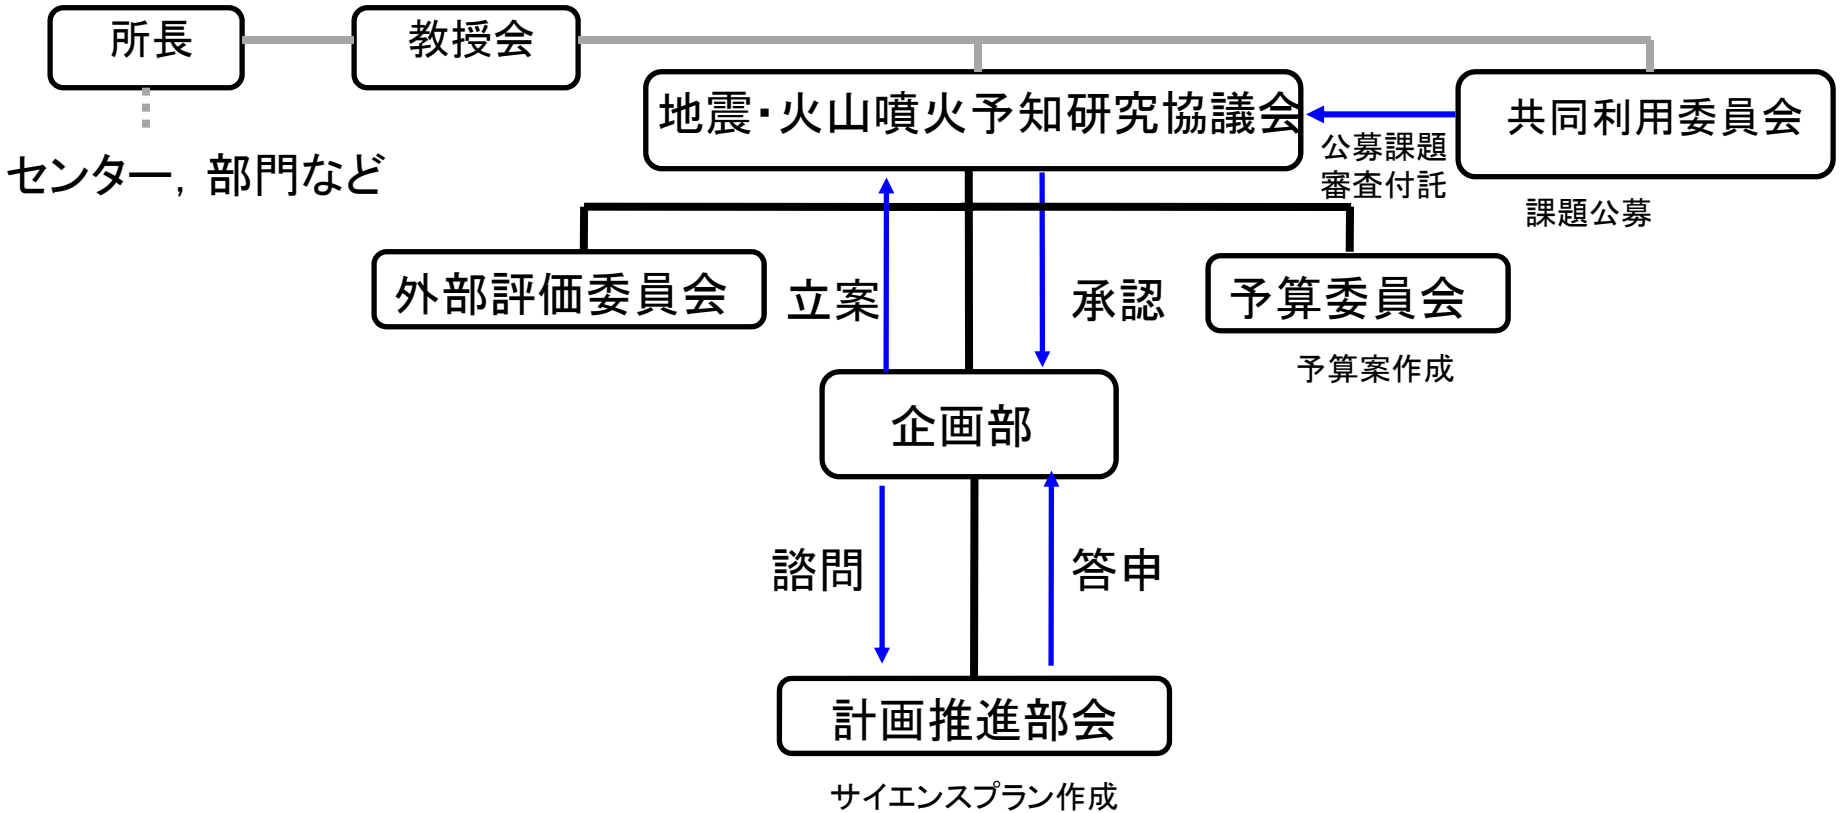 所長
教授会
地震・火山噴火予知研究協議会
共同利用委員会
公募課題
審査付託
センター, 部門など
課題公募
外部評価委員会
立案
承認
予算委員会
予算案作成
企画部
諮問
答申
計画推進部会
サイエンスプラン作成